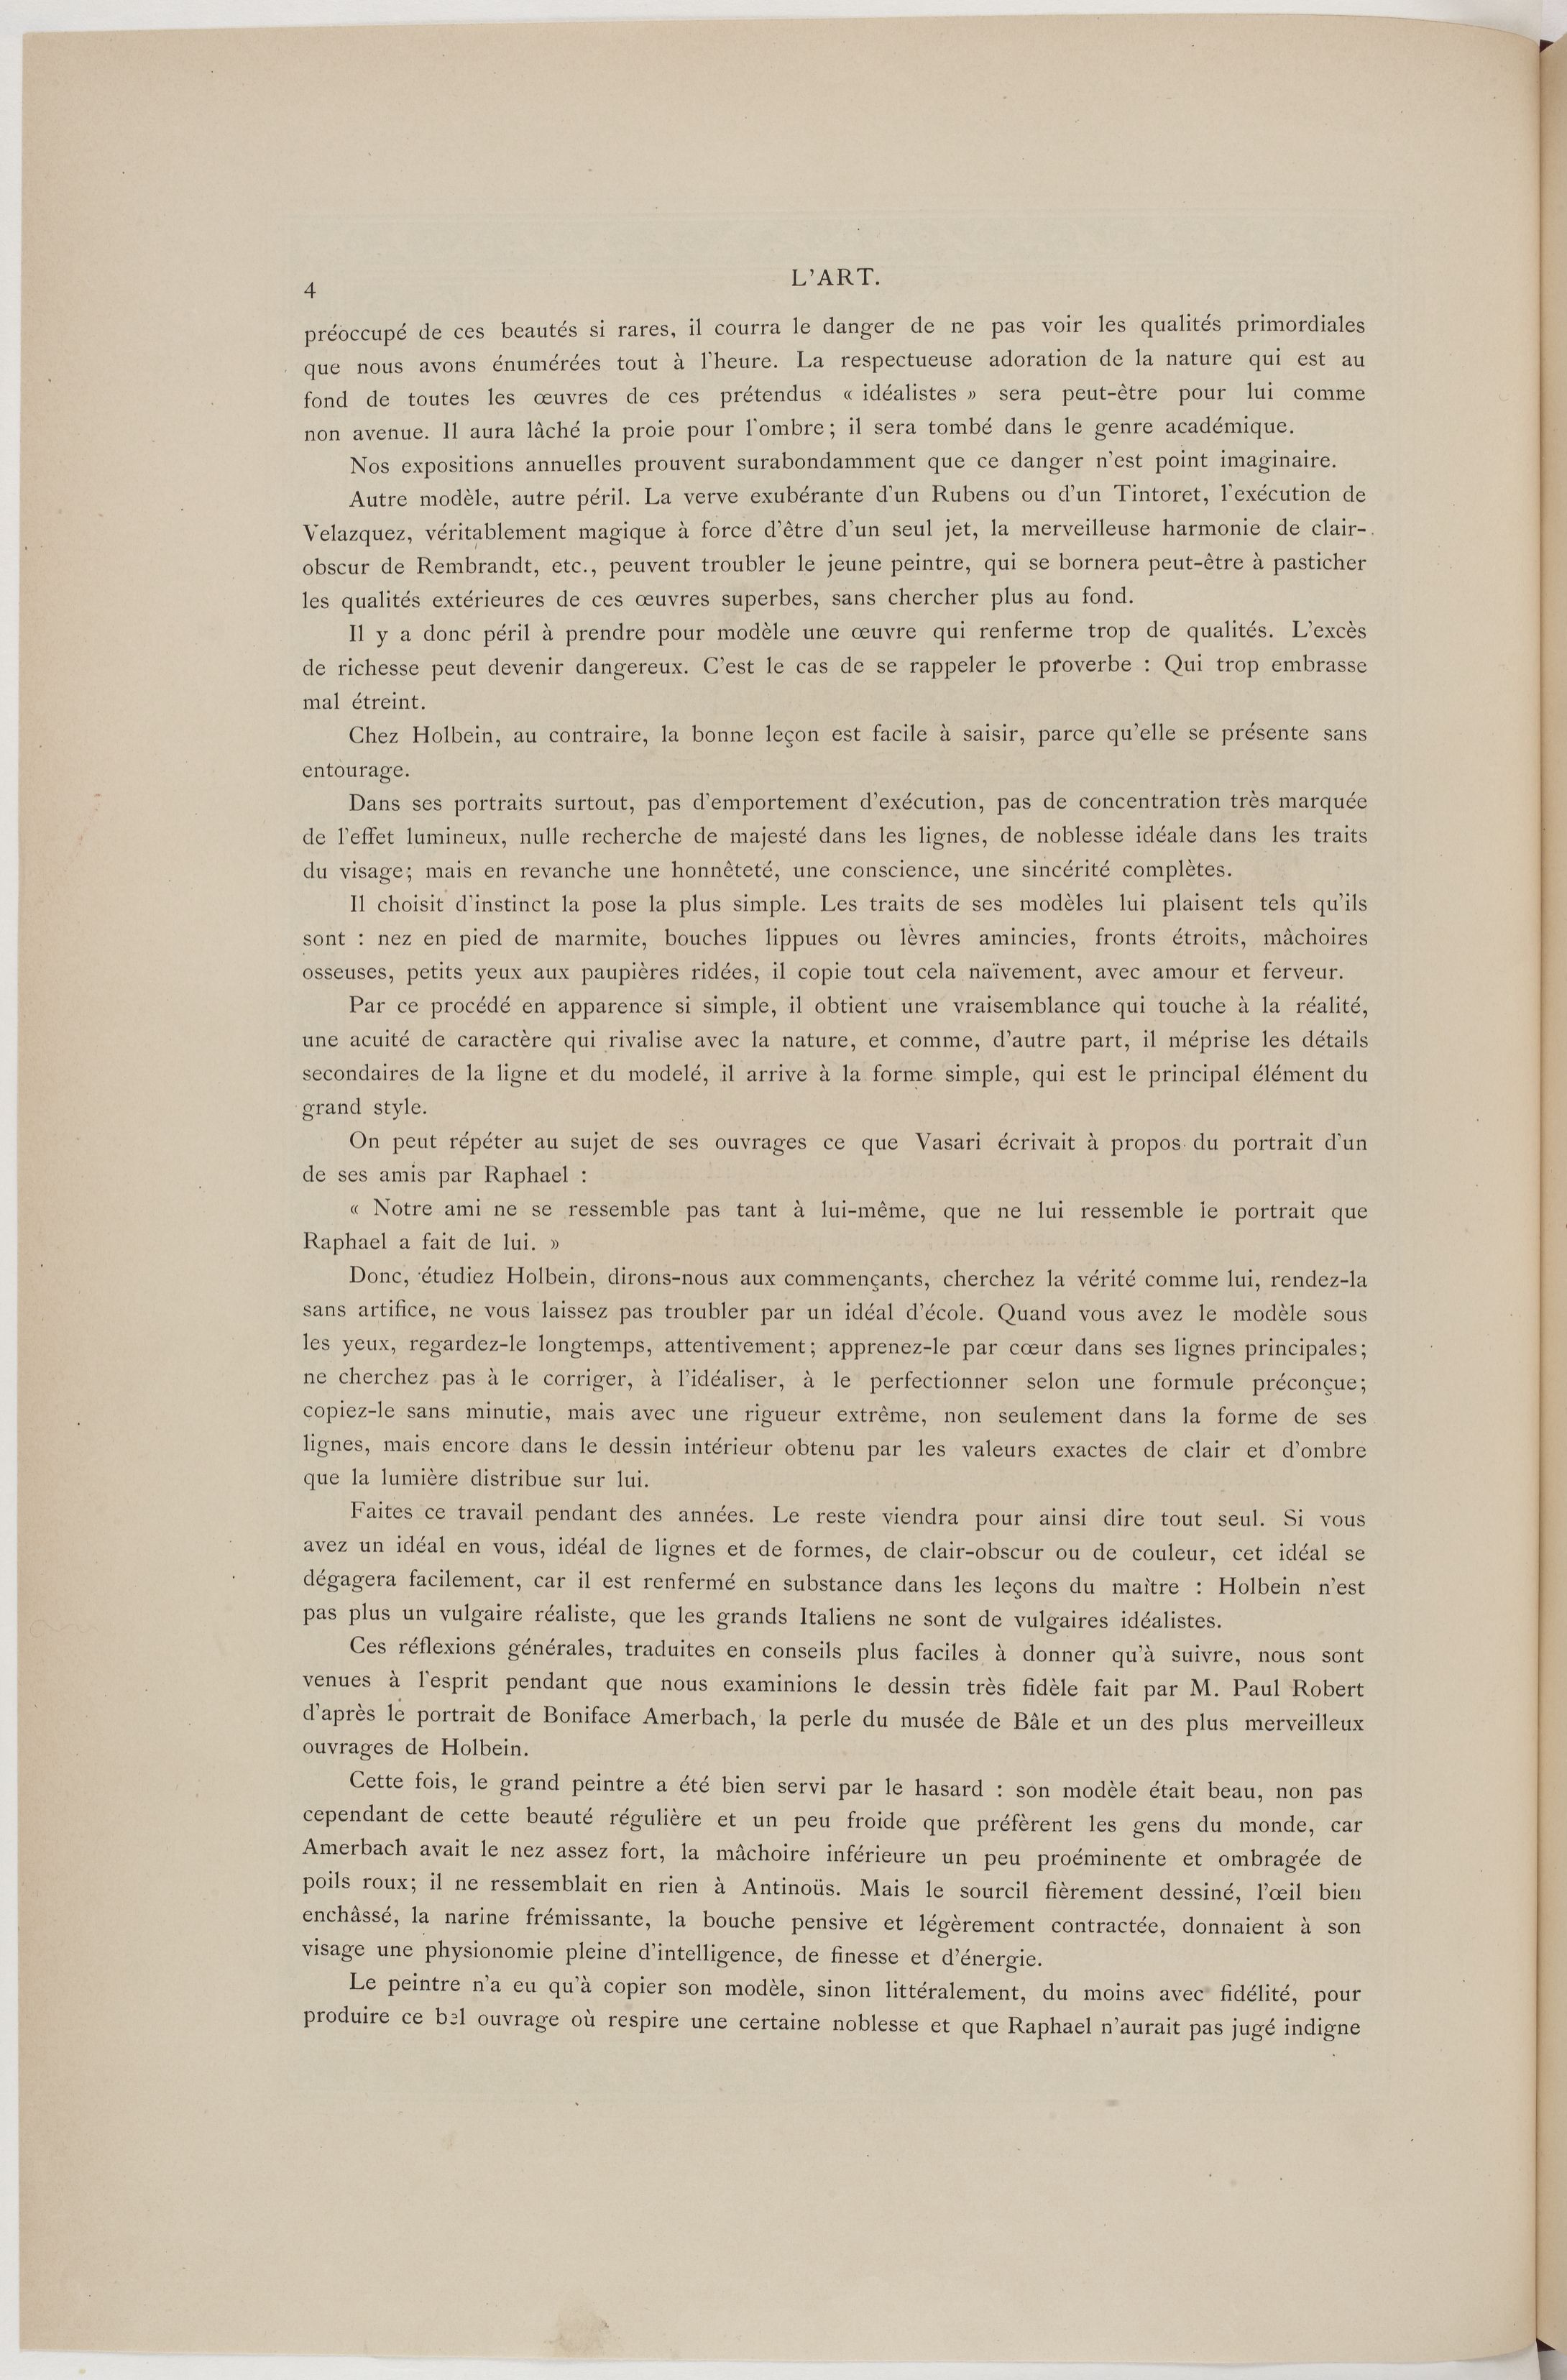 4
L'ART.
préoccupé de ces beautés si rares, il courra le danger de ne pas voir les qualités primordiales
que nous avons énumérées tout à l'heure. La respectueuse adoration de la nature qui est au
fond de toutes les œuvres de ces prétendus « idéalistes » sera peut-être pour lui comme
non avenue. Il aura lâché la proie pour l'ombre; il sera tombé dans le genre académique.
Nos expositions annuelles prouvent surabondamment que ce danger n'est point imaginaire.
Autre modèle, autre péril. La verve exubérante d'un Rubens ou d'un Tintoret, l'exécution de
Velazquez, véritablement magique à force d'être d'un seul jet, la merveilleuse harmonie de clair-
obscur de Rembrandt, etc., peuvent troubler le jeune peintre, qui se bornera peut-être à pasticher
les qualités extérieures de ces œuvres superbes, sans chercher plus au fond.
Il y a donc péril à prendre pour modèle une œuvre qui renferme trop de qualités. L'excès
de richesse peut devenir dangereux. C'est le cas de se rappeler le proverbe : Qui trop embrasse
mal étreint.
Chez Holbein, au contraire, la bonne leçon est facile à saisir, parce qu'elle se présente sans
entourage.
Dans ses portraits surtout, pas d'emportement d'exécution, pas de concentration très marquée
de l'effet lumineux, nulle recherche de majesté dans les lignes, de noblesse idéale dans les traits
du visage; mais en revanche une honnêteté, une conscience, une sincérité complètes.
Il choisit d'instinct la pose la plus simple. Les traits de ses modèles lui plaisent tels qu'ils
sont : nez en pied de marmite, bouches lippues ou lèvres amincies, fronts étroits, mâchoires
osseuses, petits yeux aux paupières ridées, il copie tout cela naïvement, avec amour et ferveur.
Par ce procédé en apparence si simple, il obtient une vraisemblance qui touche à la réalité,
une acuité de caractère qui rivalise avec la nature, et comme, d'autre part, il méprise les détails
secondaires de la ligne et du modelé, il arrive à la forme simple, qui est le principal élément du
grand style.
On peut répéter au sujet de ses ouvrages ce que Vasari écrivait à propos du portrait d'un
de ses amis par Raphael :
« Notre ami ne se ressemble pas tant à lui-même, que ne lui ressemble le portrait que
Raphael a fait de lui. »
Donc, étudiez Holbein, dirons-nous aux commençants, cherchez la vérité comme lui, rendez-la
sans artifice, ne vous laissez pas troubler par un idéal d'école. Quand vous avez le modèle sous
les yeux, regardez-le longtemps, attentivement; apprenez-le par cœur dans ses lignes principales;
ne cherchez pas à le corriger, à l'idéaliser, à le perfectionner selon une formule préconçue;
copiez-le sans minutie, mais avec une rigueur extrême, non seulement dans la forme de ses
lignes, mais encore dans le dessin intérieur obtenu par les valeurs exactes de clair et d'ombre
que la lumière distribue sur lui.
Faites ce travail pendant des années. Le reste viendra pour ainsi dire tout seul. Si vous
avez un idéal en vous, idéal de lignes et de formes, de clair-obscur ou de couleur, cet idéal se
dégagera facilement, car il est renfermé en substance dans les leçons du maître : Holbein n'est
pas plus un vulgaire réaliste, que les grands Italiens ne sont de vulgaires idéalistes.
Ces réflexions générales, traduites en conseils plus faciles à donner qu'à suivre, nous sont
venues à l'esprit pendant que nous examinions le dessin très fidèle fait par M. Paul Robert
d'après le portrait de Boniface Amerbach, la perle du musée de Bâle et un des plus merveilleux
ouvrages de Holbein.
Cette fois, le grand peintre a été bien servi par le hasard : son modèle était beau, non pas
cependant de cette beauté régulière et un peu froide que préfèrent les gens du monde, car
Amerbach avait le nez assez fort, la mâchoire inférieure un peu proéminente et ombragée de
poils roux; il ne ressemblait en rien à Antinoüs. Mais le sourcil fièrement dessiné, l'œil bien
enchâssé, la narine frémissante, la bouche pensive et légèrement contractée, donnaient à son
visage une physionomie pleine d'intelligence, de finesse et d'énergie.
Le peintre n'a eu qu'à copier son modèle, sinon littéralement, du moins avec fidélité, pour
produire ce bel ouvrage où respire une certaine noblesse et que Raphael n'aurait pas jugé indigne